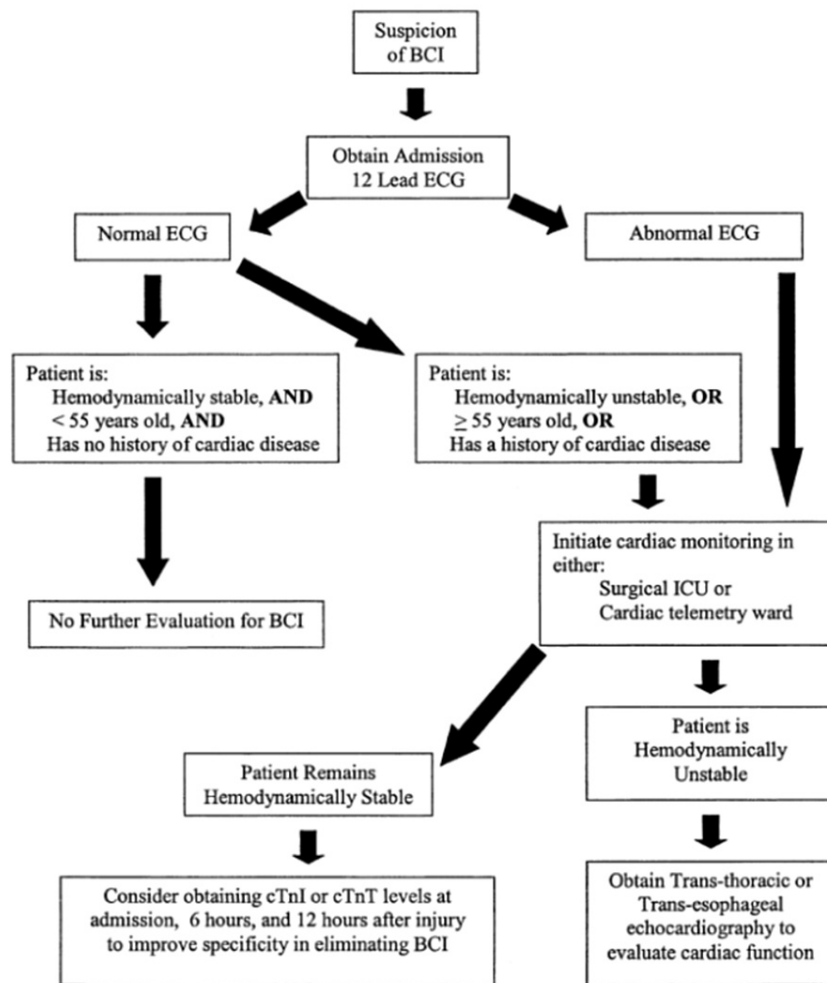 Suspicion
of BCI
Obtain Admission
12 Lead ECG
Normal ECG
Abnormal ECG
Patient is:
Hemodynamically stable, AND
< 55 years old, AND
Has no history of cardiac disease
Patient is:
Hemodynamically unstable, OR
≥ 55 years old, OR
Has a history of cardiac disease
Initiate cardiac monitoring in
either:
Surgical ICU or
Cardiac telemetry ward
No Further Evaluation for BCI
Patient is
Hemodynamically
Unstable
Patient Remains
Hemodynamically Stable
Consider obtaining cTnI or cTnT levels at
admission, 6 hours, and 12 hours after injury
to improve specificity in eliminating BCI
Obtain Trans-thoracic or
Trans-esophageal
echocardiography to
evaluate cardiac function